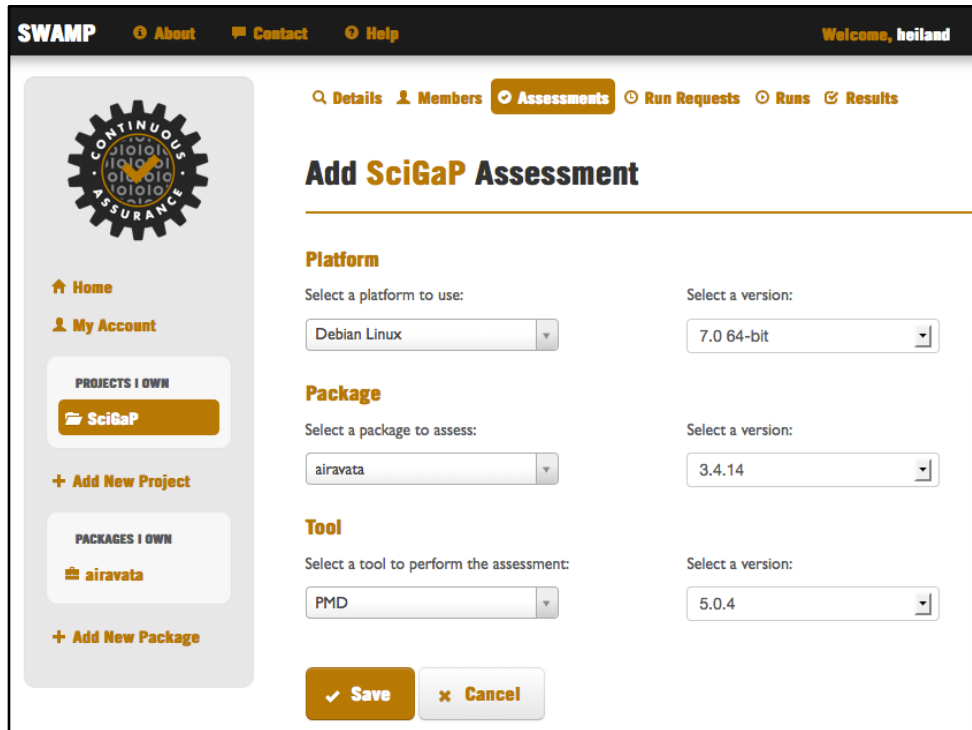 SWAMP About Contact Help Welcome, heiland
Details Members Assessments Run Requests Runs Results
CONTINUOUS
ASSURANCE
Home
My Account
PROJECTS I OWN
SciGaP
+ Add New Project
PACKAGES I OWN
airavata
+ Add New Package
Add SciGaP Assessment
Platform
Select a platform to use: Select a version:
Debian Linux 7.0 64-bit
Package
Select a package to assess: Select a version:
airavata 3.4.14
Tool
Select a tool to perform the assessment: Select a version:
PMD 5.0.4
Save Cancel